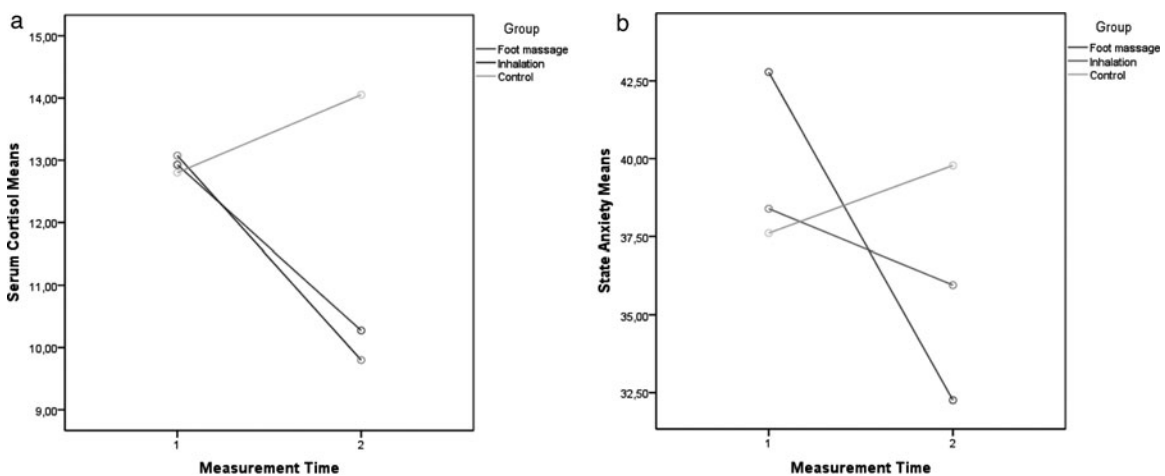 a
Serum Cortisol Means
15,00
14,00
13,00
12,00
11,00
10,00
9,00
1
2
Measurement Time
Group
Foot massage
Inhalation
Control
b
State Anxiety Means
42,50
40,00
37,50
35,00
32,50
1
2
Measurement Time
Group
Foot massage
Inhalation
Control